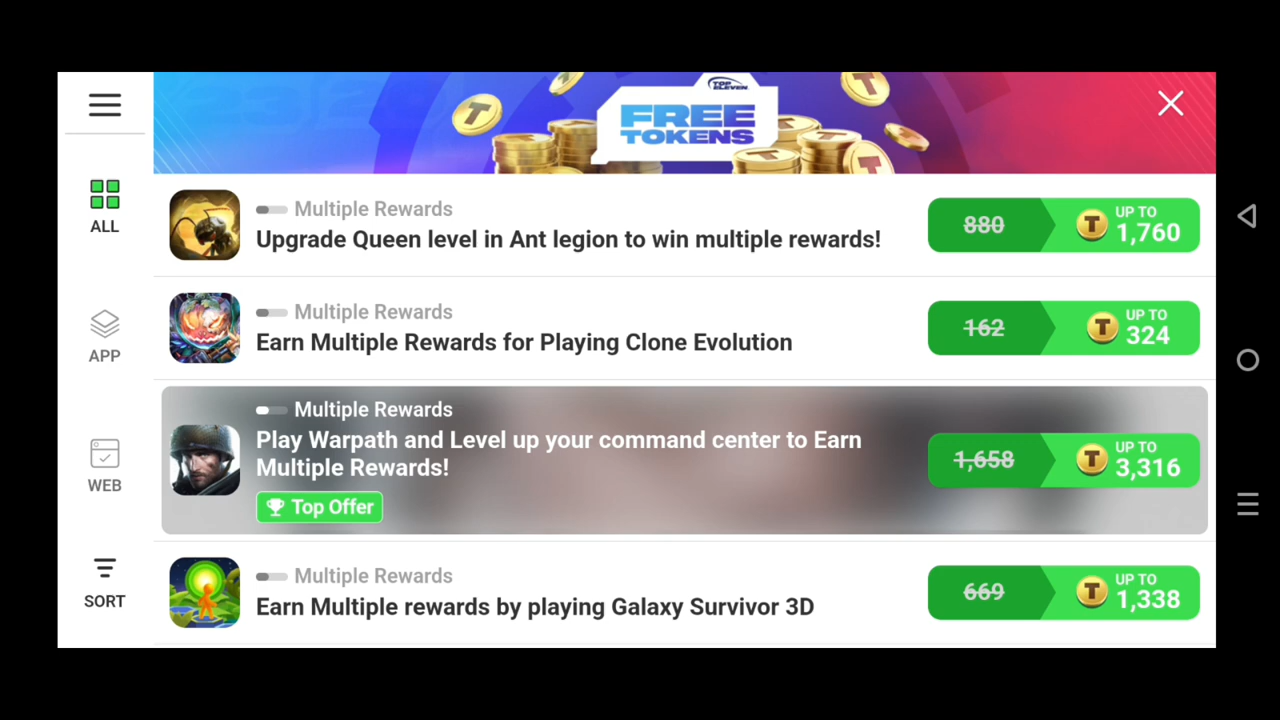 TOP ELEVEN
FREE
TOKENS
ALL
APP
WEB
SORT
Multiple Rewards
Upgrade Queen level in Ant legion to win multiple rewards!
880
UP TO
1,760
Multiple Rewards
Earn Multiple Rewards for Playing Clone Evolution
162
UP TO
324
Multiple Rewards
Play Warpath and Level up your command center to Earn
Multiple Rewards!
Top Offer
1,658
UP TO
3,316
Multiple Rewards
Earn Multiple rewards by playing Galaxy Survivor 3D
669
UP TO
1,338